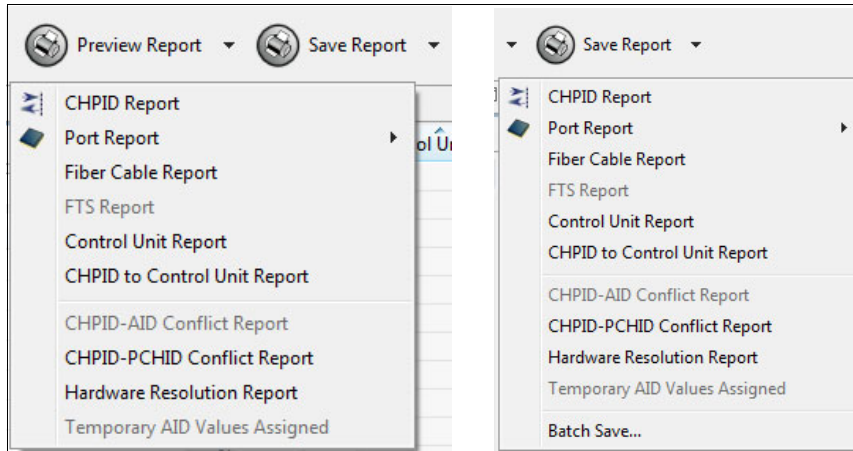 Preview Report
Save Report
CHPID Report
Port Report
Fiber Cable Report
FTS Report
Control Unit Report
CHPID to Control Unit Report
CHPID-AID Conflict Report
CHPID-PCHID Conflict Report
Hardware Resolution Report
Temporary AID Values Assigned
ol U
Save Report
CHPID Report
Port Report
Fiber Cable Report
FTS Report
Control Unit Report
CHPID to Control Unit Report
CHPID-AID Conflict Report
CHPID-PCHID Conflict Report
Hardware Resolution Report
Temporary AID Values Assigned
Batch Save...